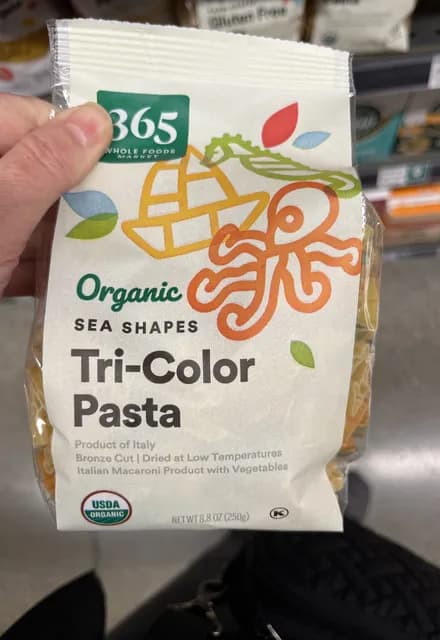 Gluten Free
365
WHOLE FOODS
MARKET
Organic
SEA SHAPES
Tri-Color
Pasta
Product of Italy
Bronze Cut | Dried at Low Temperatures
Italian Macaroni Product with Vegetables
USDA
ORGANIC
NET WT 8.8 OZ (250g)
K